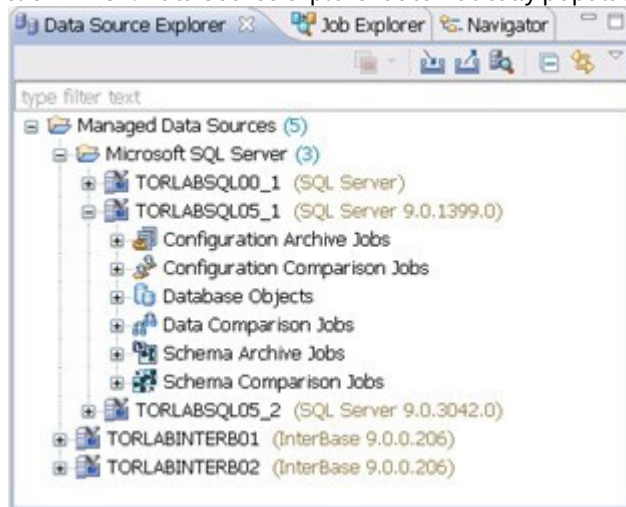 Data Source Explorer Job Explorer Navigator
type filter text
Managed Data Sources (5)
Microsoft SQL Server (3)
TORLABSQL00_1 (SQL Server)
TORLABSQL05_1 (SQL Server 9.0.1399.0)
Configuration Archive Jobs
Configuration Comparison Jobs
Database Objects
Data Comparison Jobs
Schema Archive Jobs
Schema Comparison Jobs
TORLABSQL05_2 (SQL Server 9.0.3042.0)
TORLABINTERB01 (InterBase 9.0.0.206)
TORLABINTERB02 (InterBase 9.0.0.206)